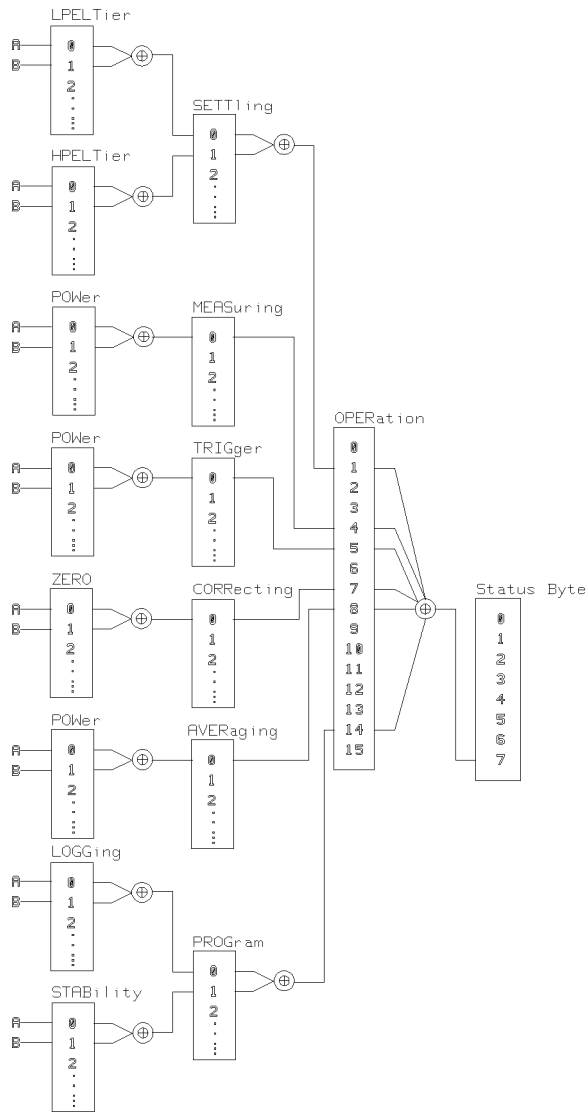 LPELTier
A 0
B 1
2
SETTling
0
1
2
HPELTier
A 0
B 1
2
POWer
A 0
B 1
2
MEASuring
0
1
2
POWer
A 0
B 1
2
TRIGger
0
1
2
OPERation
0
1
2
3
4
5
6
7
8
9
10
11
12
13
14
15
ZERO
A 0
B 1
2
CORRecting
0
1
2
Status Byte
0
1
2
3
4
5
6
7
POWer
A 0
B 1
2
AVERaging
0
1
2
LOGGing
A 0
B 1
2
PROGram
0
1
2
STABility
A 0
B 1
2